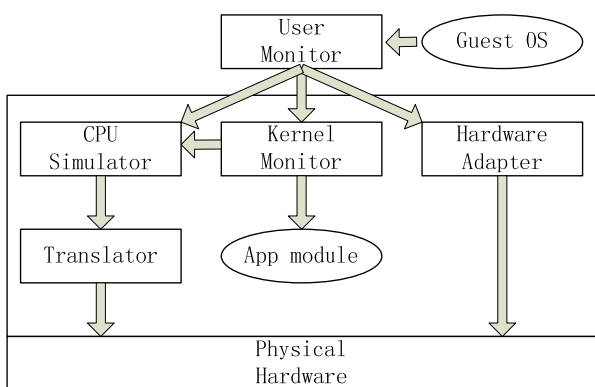 User
Monitor
Guest OS
CPU
Simulator
Kernel
Monitor
Hardware
Adapter
Translator
App module
Physical
Hardware